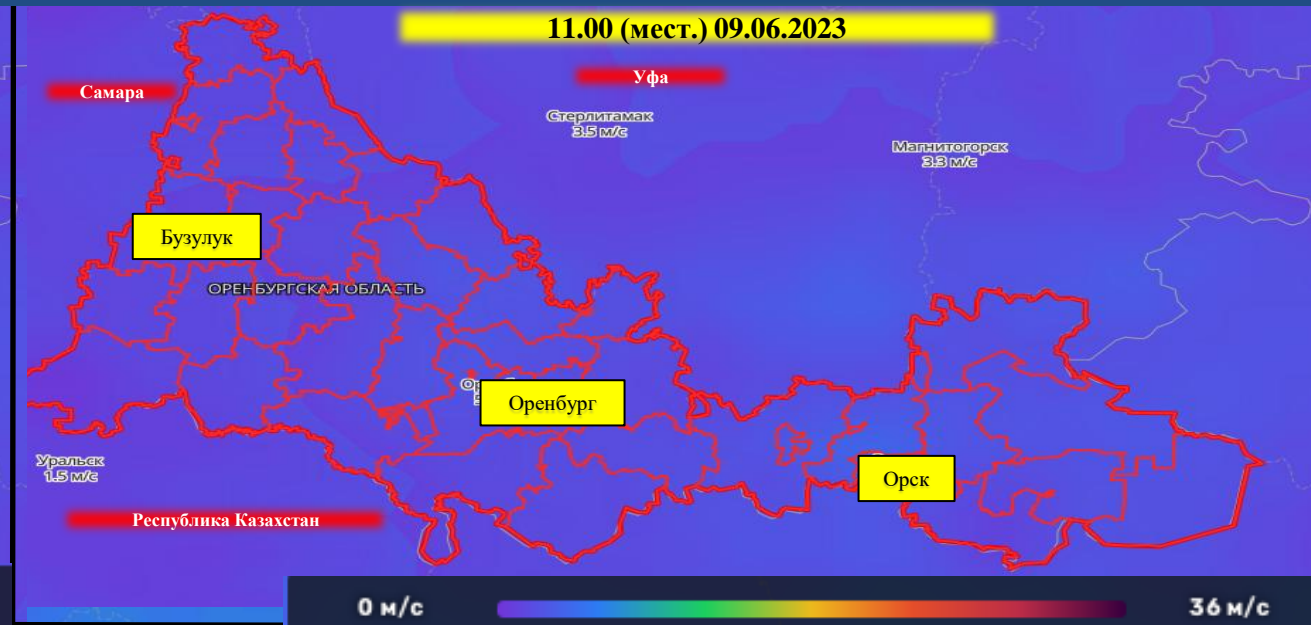 11.00 (мест.) 09.06.2023
Уфа
Самара
Стерлитамак
3.5 м/с
Магнитогорск
3.3 м/с
Бузулук
ОРЕНБУРГСКАЯ ОБЛАСТЬ
Оренбург
Уральск
1.5 м/с
Орск
Республика Казахстан
0 м/с
36 м/с